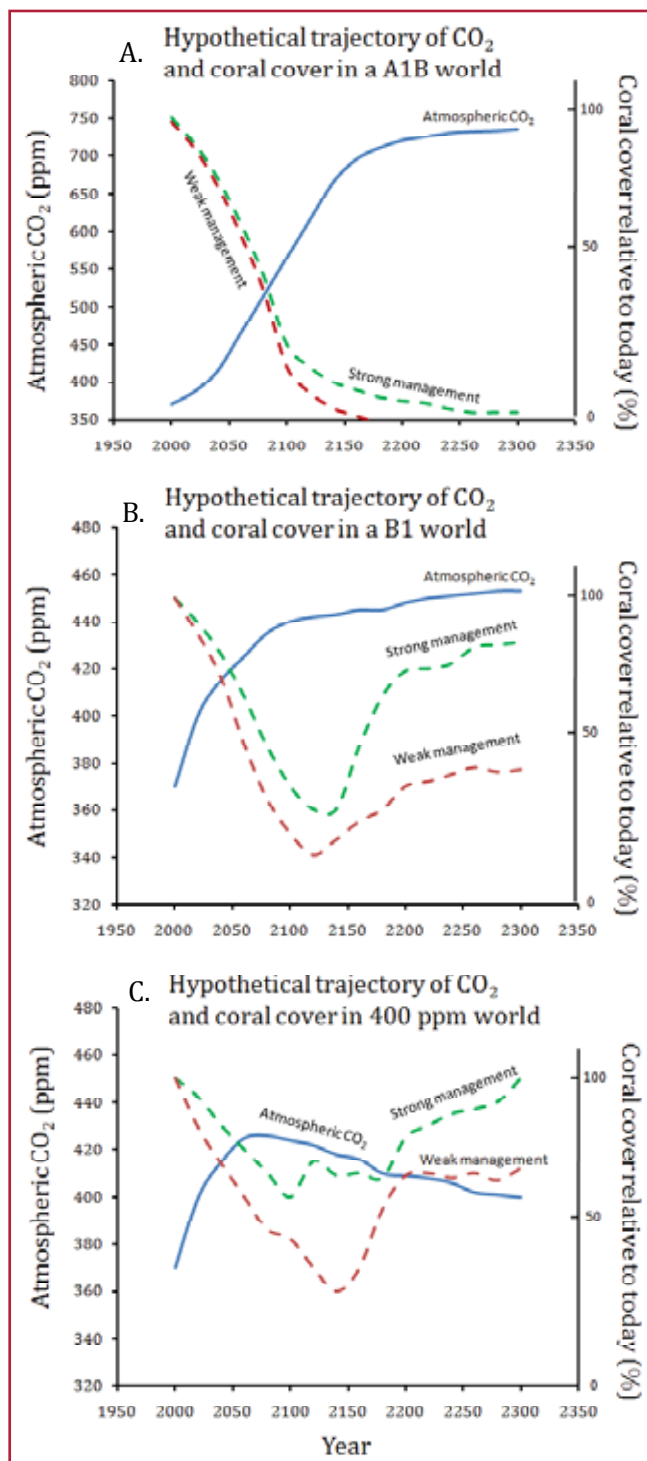 A.
Hypothetical trajectory of CO2
and coral cover in a A1B world
800
750
700
650
600
550
500
450
400
350
Atmospheric CO2 (ppm)
Atmospheric CO2
Weak management
Strong management
100
50
0
Coral cover relative to today (%)
1950 2000 2050 2100 2150 2200 2250 2300 2350
B.
Hypothetical trajectory of CO2
and coral cover in a B1 world
480
460
440
420
400
380
360
340
320
Atmospheric CO2 (ppm)
Atmospheric CO2
Strong management
Weak management
100
50
0
Coral cover relative to today (%)
1950 2000 2050 2100 2150 2200 2250 2300 2350
C.
Hypothetical trajectory of CO2
and coral cover in 400 ppm world
480
460
440
420
400
380
360
340
320
Atmospheric CO2 (ppm)
Atmospheric CO2
Strong management
Weak management
100
50
0
Coral cover relative to today (%)
1950 2000 2050 2100 2150 2200 2250 2300 2350
Year